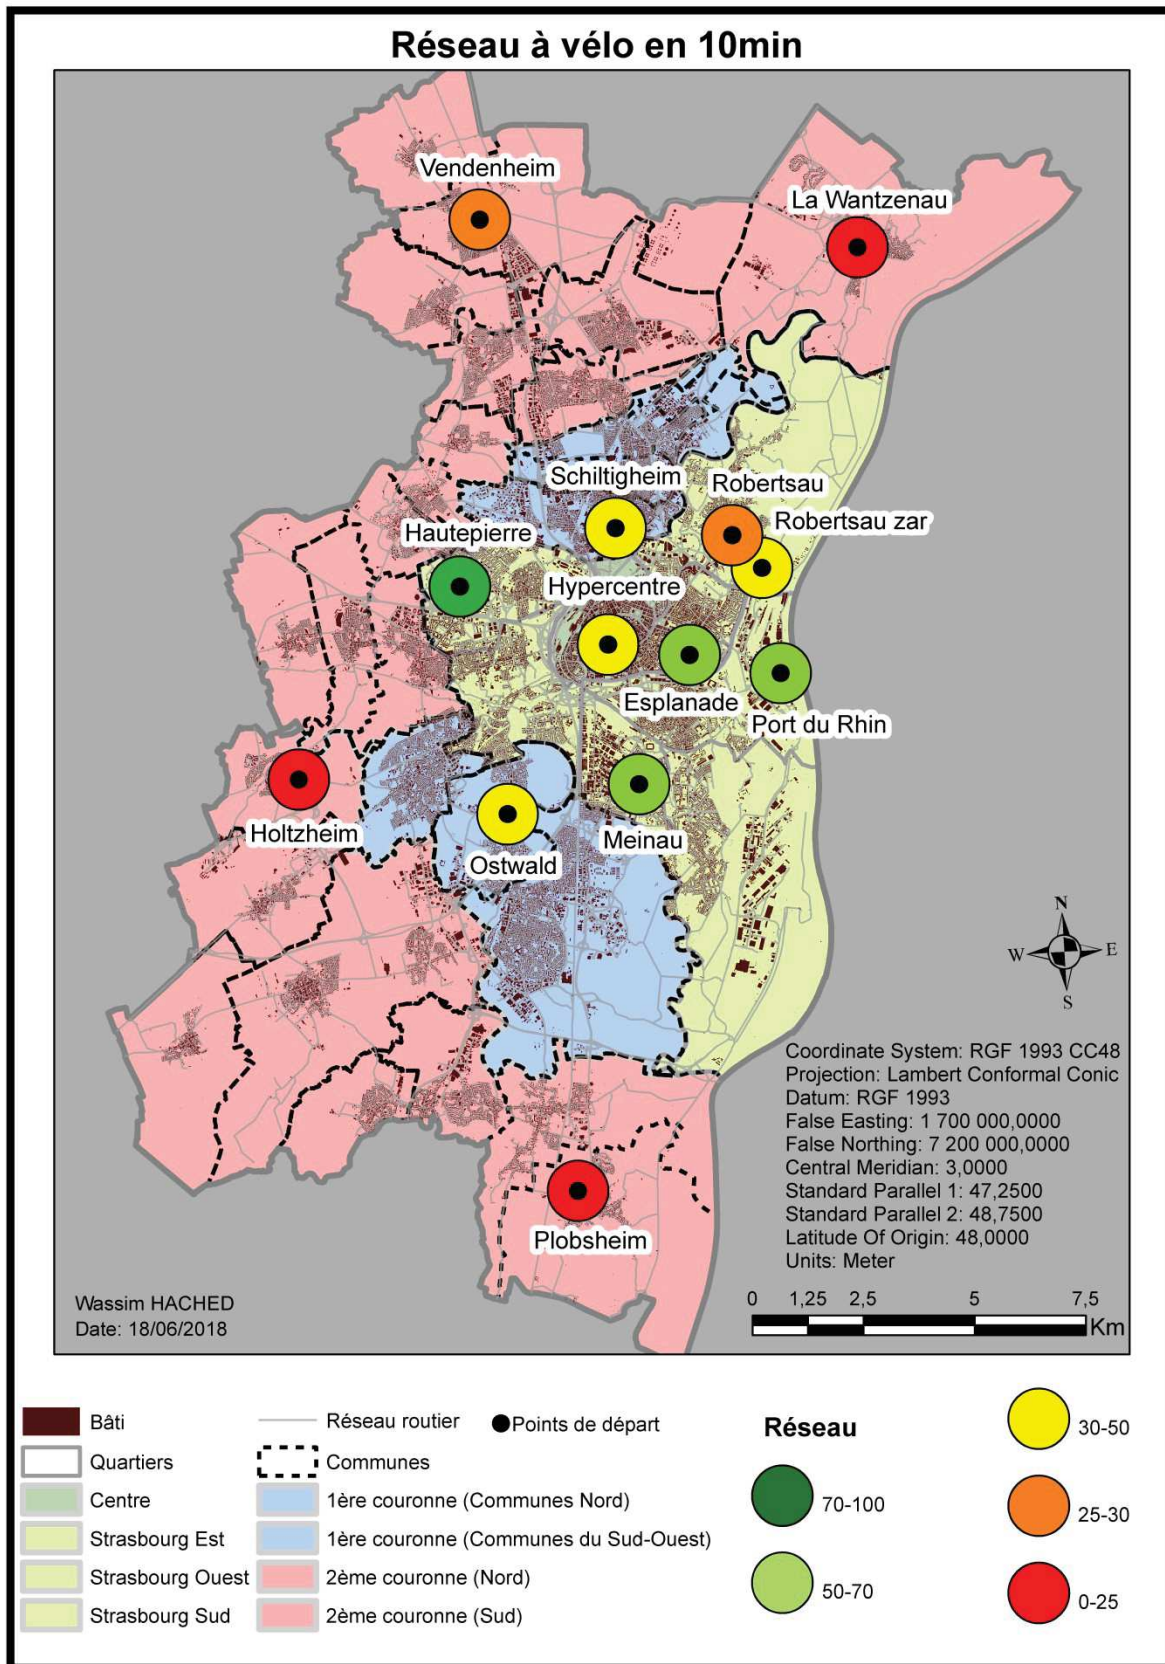 Réseau à vélo en 10min
Vendenheim
La Wantzenau
Schiltigheim
Robertsau
Robertsau zar
Hautepierre
Hypercentre
Esplanade
Port du Rhin
Holtzheim
Ostwald
Meinau
Plobsheim
N
W
E
S
Coordinate System: RGF 1993 CC48
Projection: Lambert Conformal Conic
Datum: RGF 1993
False Easting: 1 700 000,0000
False Northing: 7 200 000,0000
Central Meridian: 3,0000
Standard Parallel 1: 47,2500
Standard Parallel 2: 48,7500
Latitude Of Origin: 48,0000
Units: Meter
0 1,25 2,5 5 7,5
Km
Wassim HACHED
Date: 18/06/2018
Bâti
Quartiers
Centre
Strasbourg Est
Strasbourg Ouest
Strasbourg Sud
Réseau routier
Communes
1ère couronne (Communes Nord)
1ère couronne (Communes du Sud-Ouest)
2ème couronne (Nord)
2ème couronne (Sud)
Points de départ
Réseau
70-100
50-70
30-50
25-30
0-25